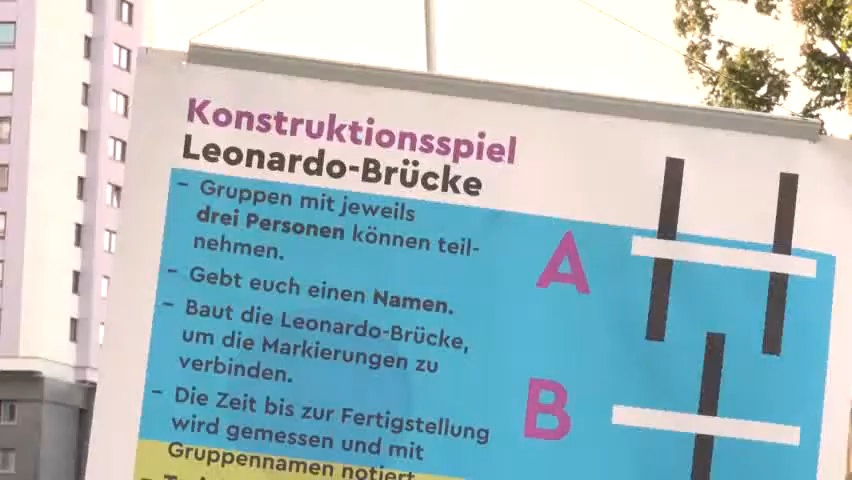 Konstruktionsspiel
Leonardo-Brücke
- Gruppen mit jeweils
drei Personen können teil-
nehmen.
- Gebt euch einen Namen.
- Baut die Leonardo-Brücke,
um die Markierungen zu
verbinden.
- Die Zeit bis zur Fertigstellung
wird gemessen und mit
Gruppennamen notiert
A
B